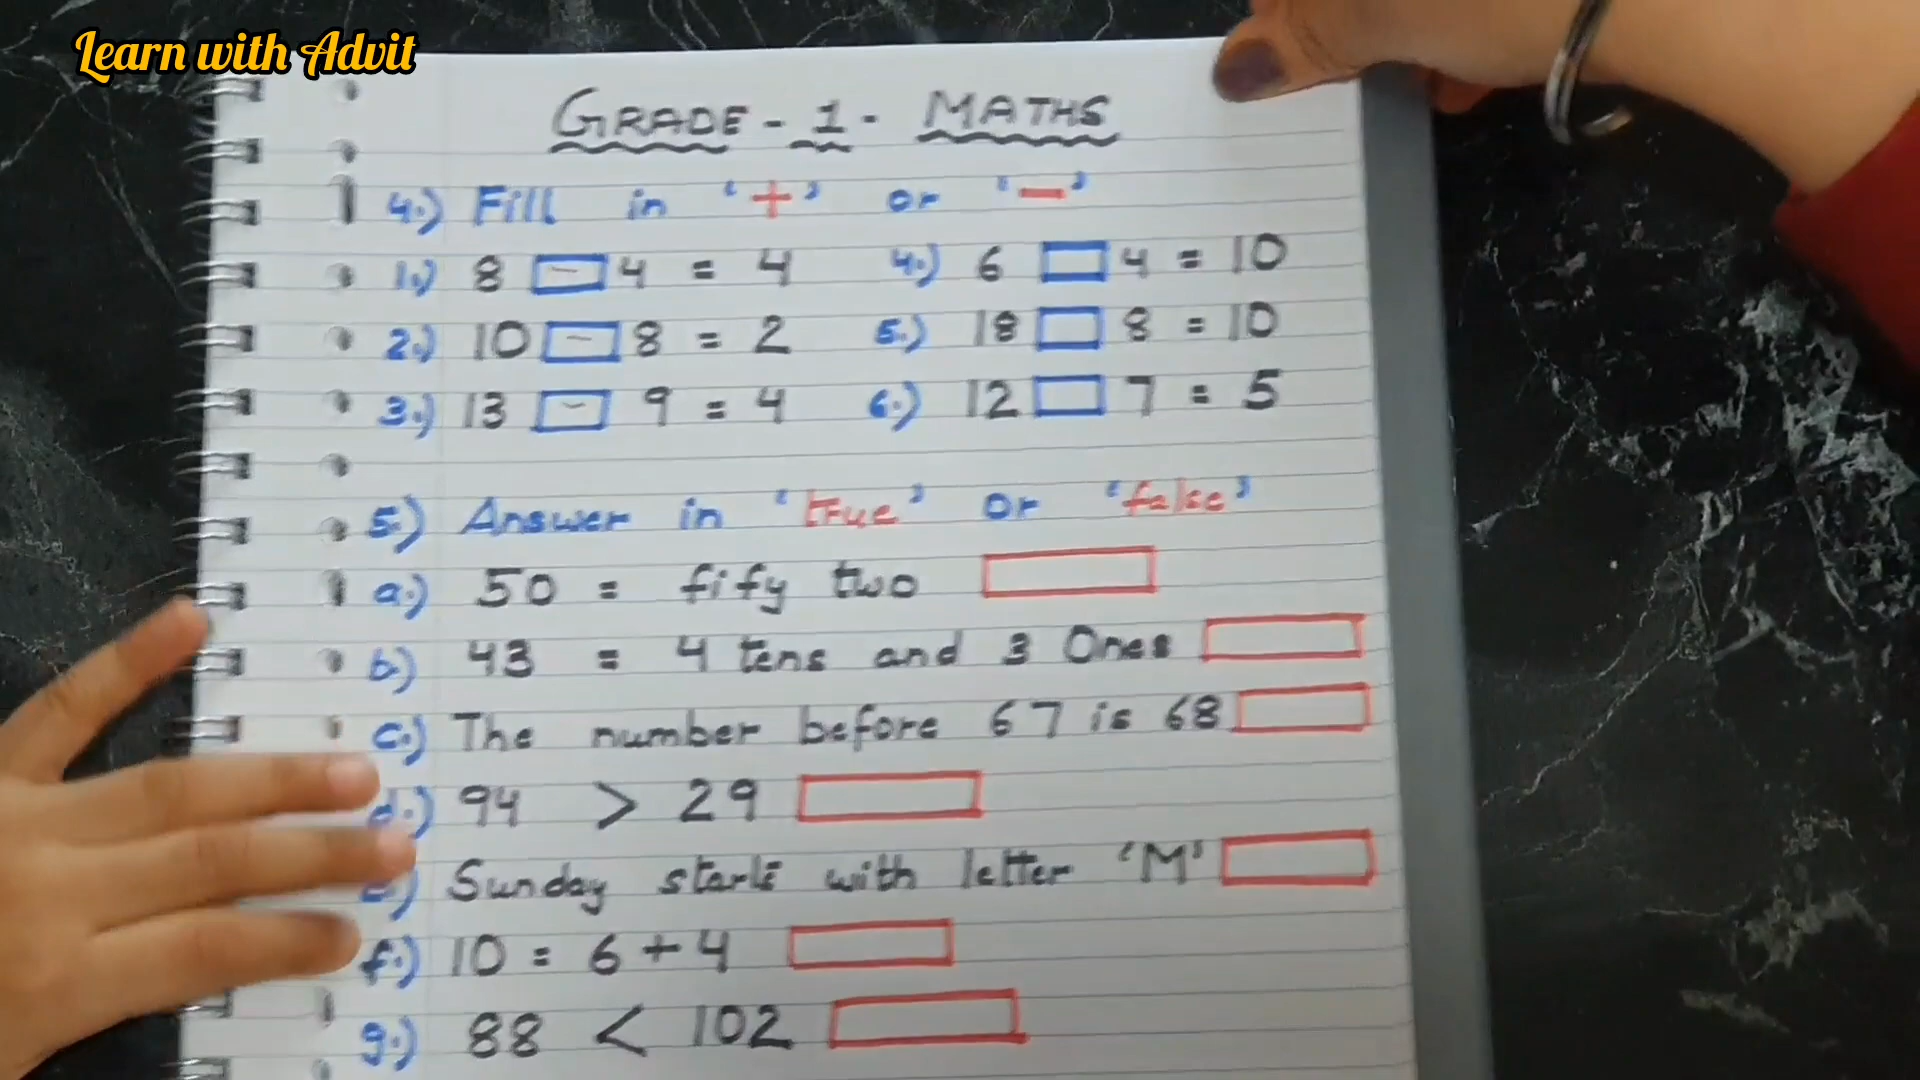 Learn with Advit
GRADE - 1 - MATHS
4.) Fill in '+' or '-'
1.) 8 - 4 = 4 4.) 6 4 = 10
2.) 10 - 8 = 2 5.) 18 8 = 10
3.) 13 - 9 = 4 6.) 12 7 = 5
5.) Answer in 'true' or 'false'
a.) 50 = fify two
b.) 43 = 4 tens and 3 Ones
c.) The number before 67 is 68
d.) 94 > 29
e.) Sunday starts with letter 'M'
f.) 10 = 6 + 4
g.) 88 < 102